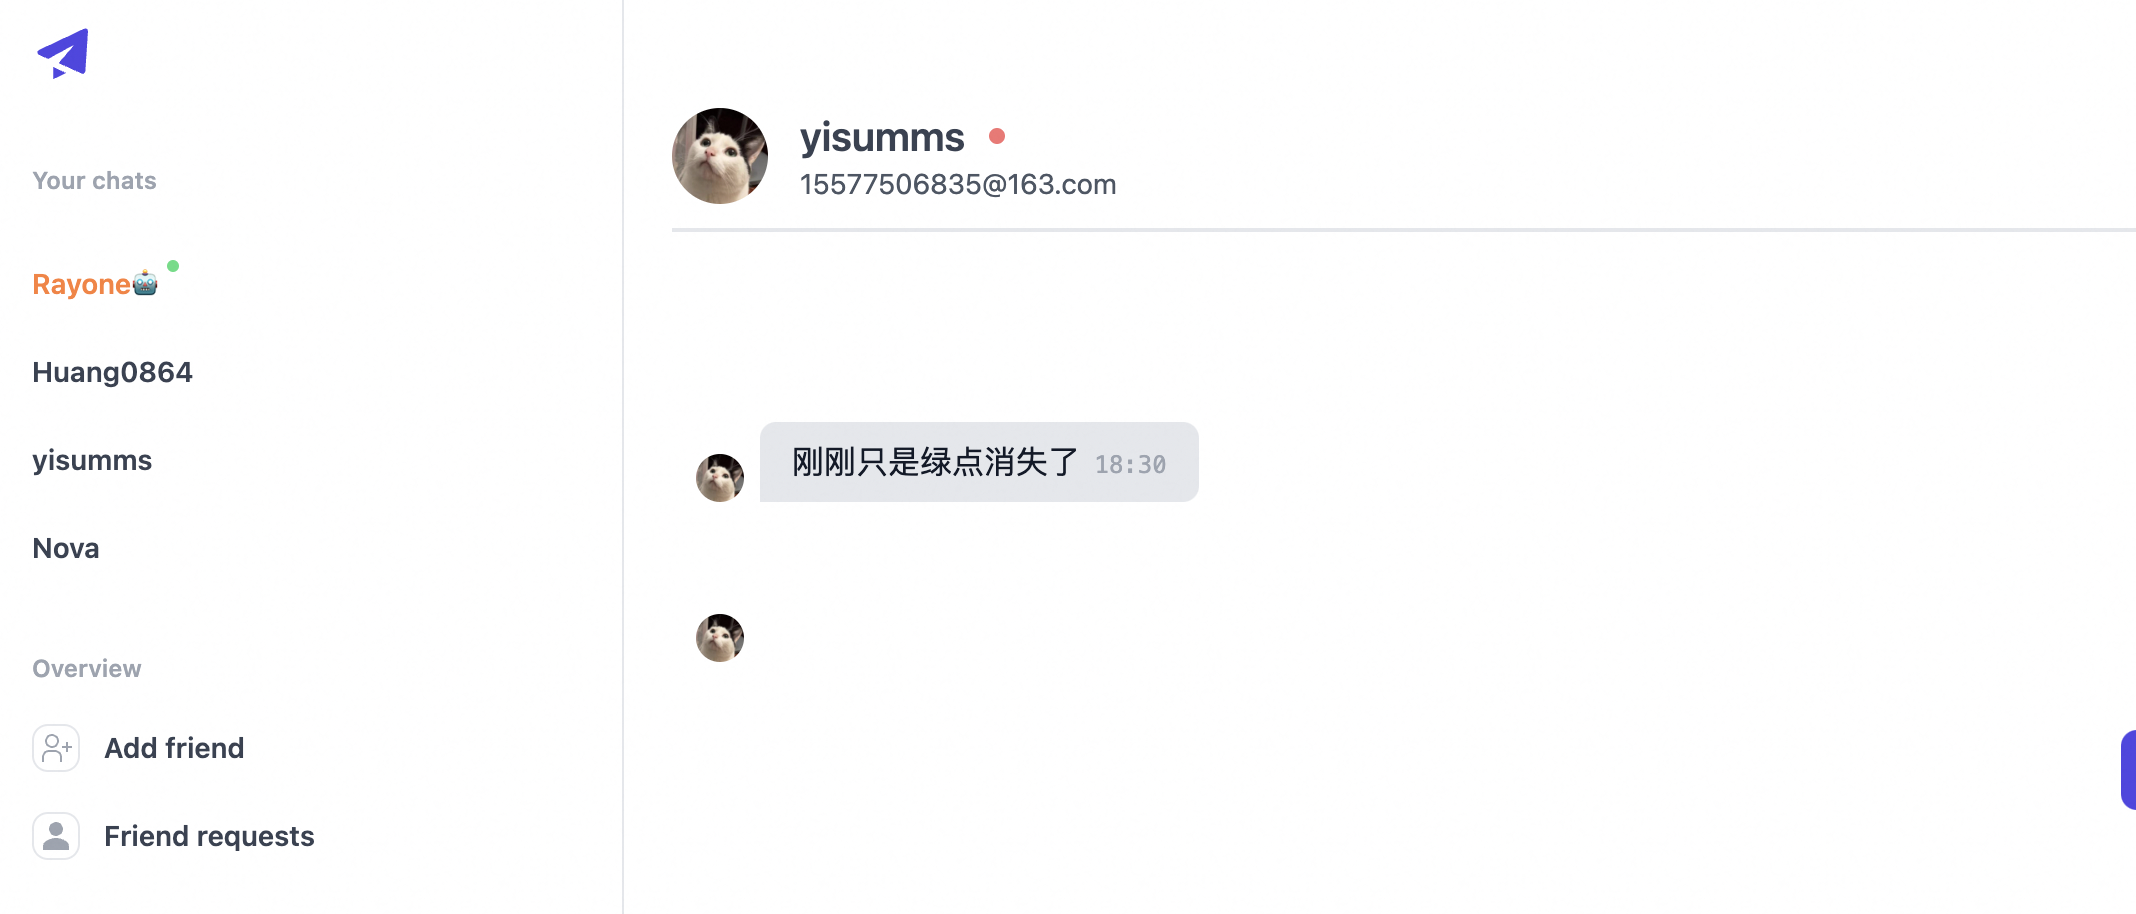 Your chats
Rayone🤖
Huang0864
yisumms
Nova
Overview
Add friend
Friend requests
yisumms
15577506835@163.com
刚刚只是绿点消失了 18:30